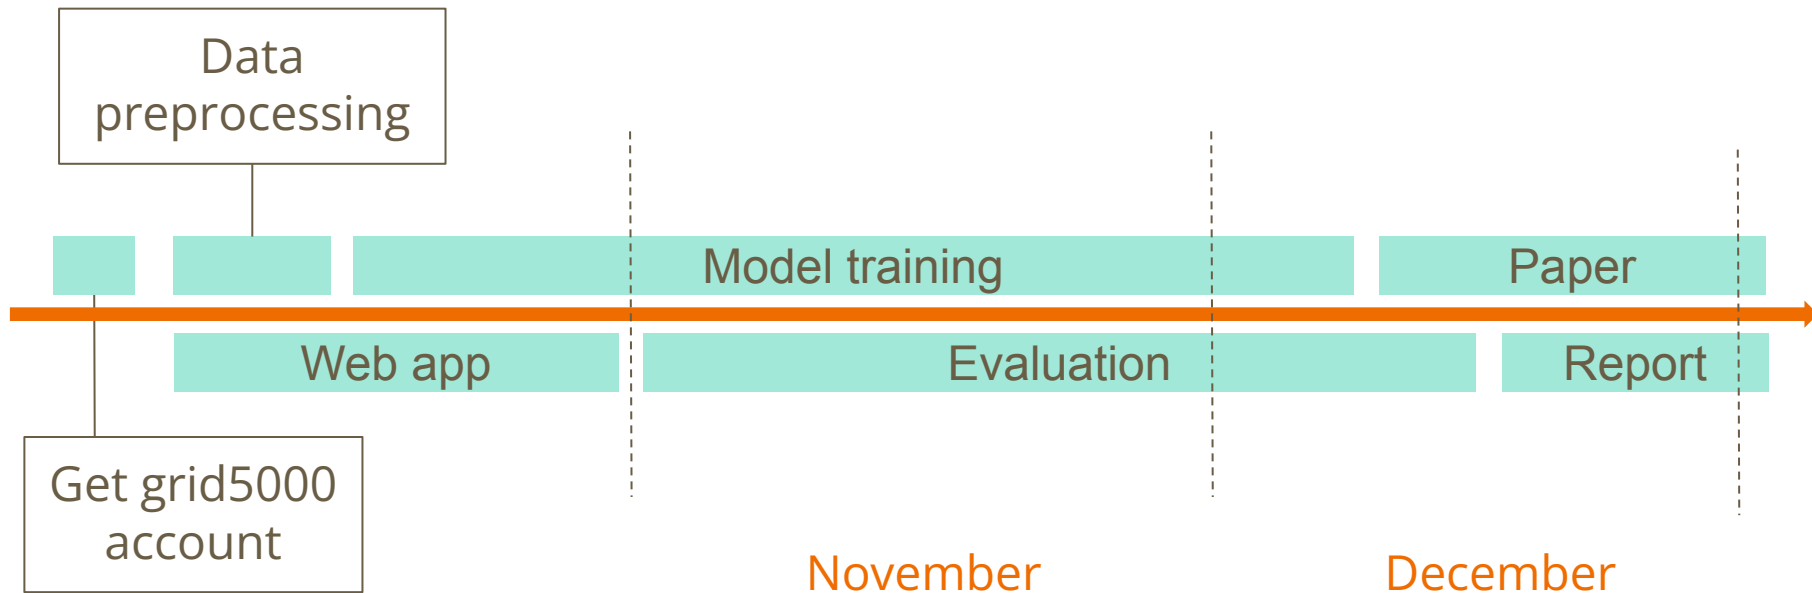 Data
preprocessing
Model training
Paper
Web app
Evaluation
Report
Get grid5000
account
November
December